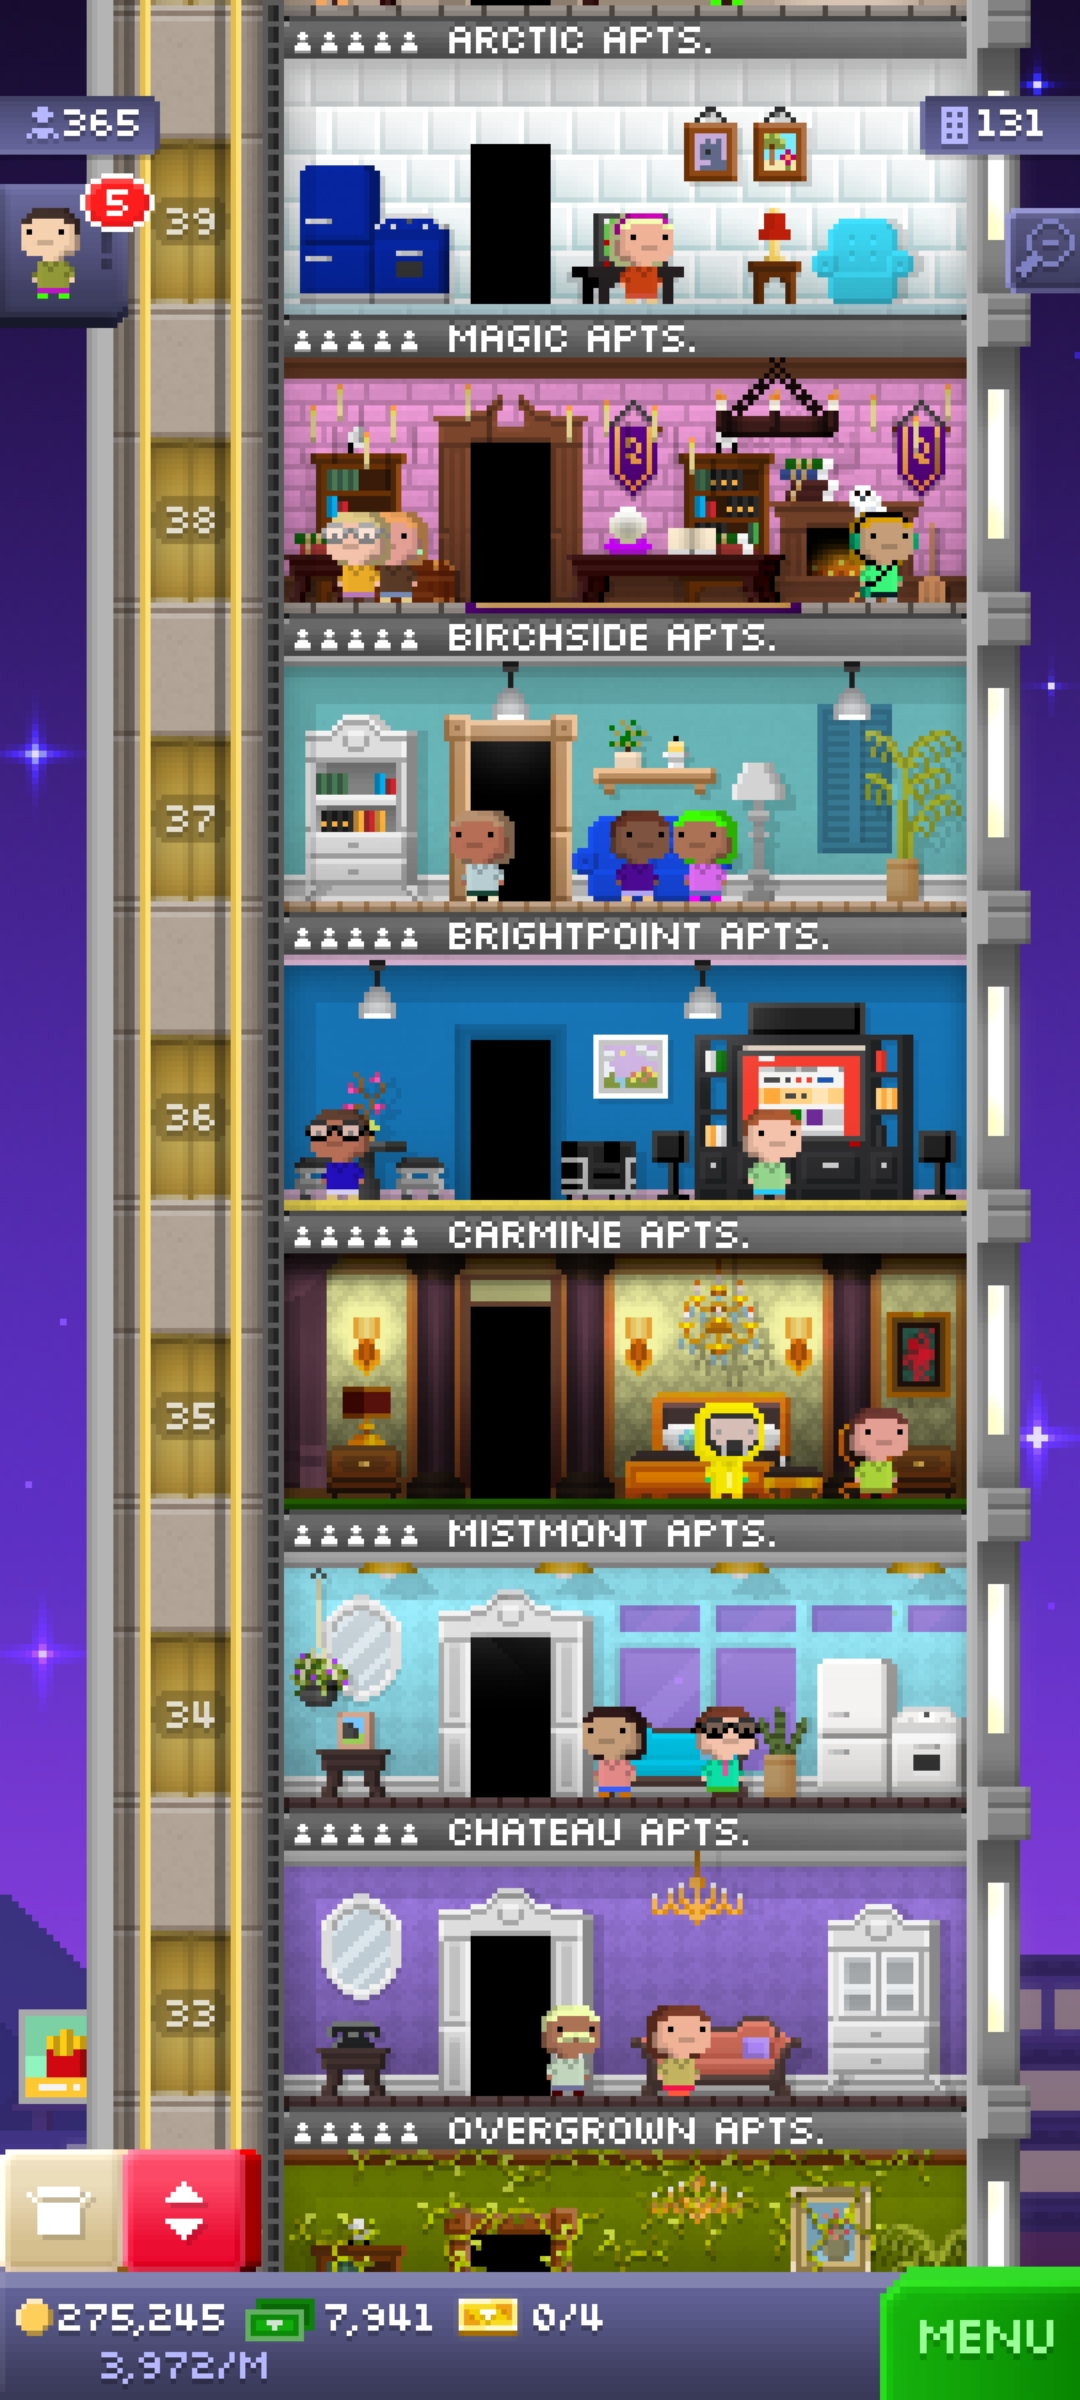 ARCTIC APTS.
365
131
5
39
MAGIC APTS.
38
BIRCHSIDE APTS.
37
BRIGHTPOINT APTS.
36
CARMINE APTS.
35
MISTMONT APTS.
34
CHATEAU APTS.
33
OVERGROWN APTS.
275,245 7,941 0/4
3,972/M
MENU